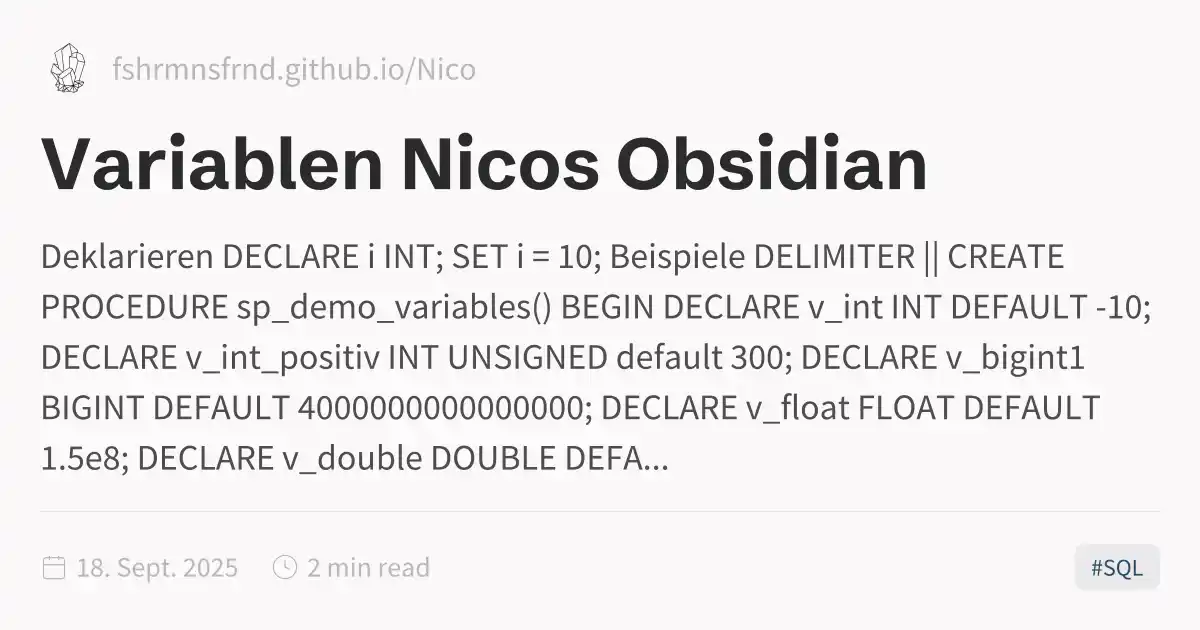 fshrmnsfrnd.github.io/Nico
Variablen Nicos Obsidian
Deklarieren DECLARE i INT; SET i = 10; Beispiele DELIMITER || CREATE
PROCEDURE sp_demo_variables() BEGIN DECLARE v_int INT DEFAULT -10;
DECLARE v_int_positiv INT UNSIGNED default 300; DECLARE v_bigint1
BIGINT DEFAULT 4000000000000000; DECLARE v_float FLOAT DEFAULT
1.5e8; DECLARE v_double DOUBLE DEFA...
18. Sept. 2025 2 min read #SQL